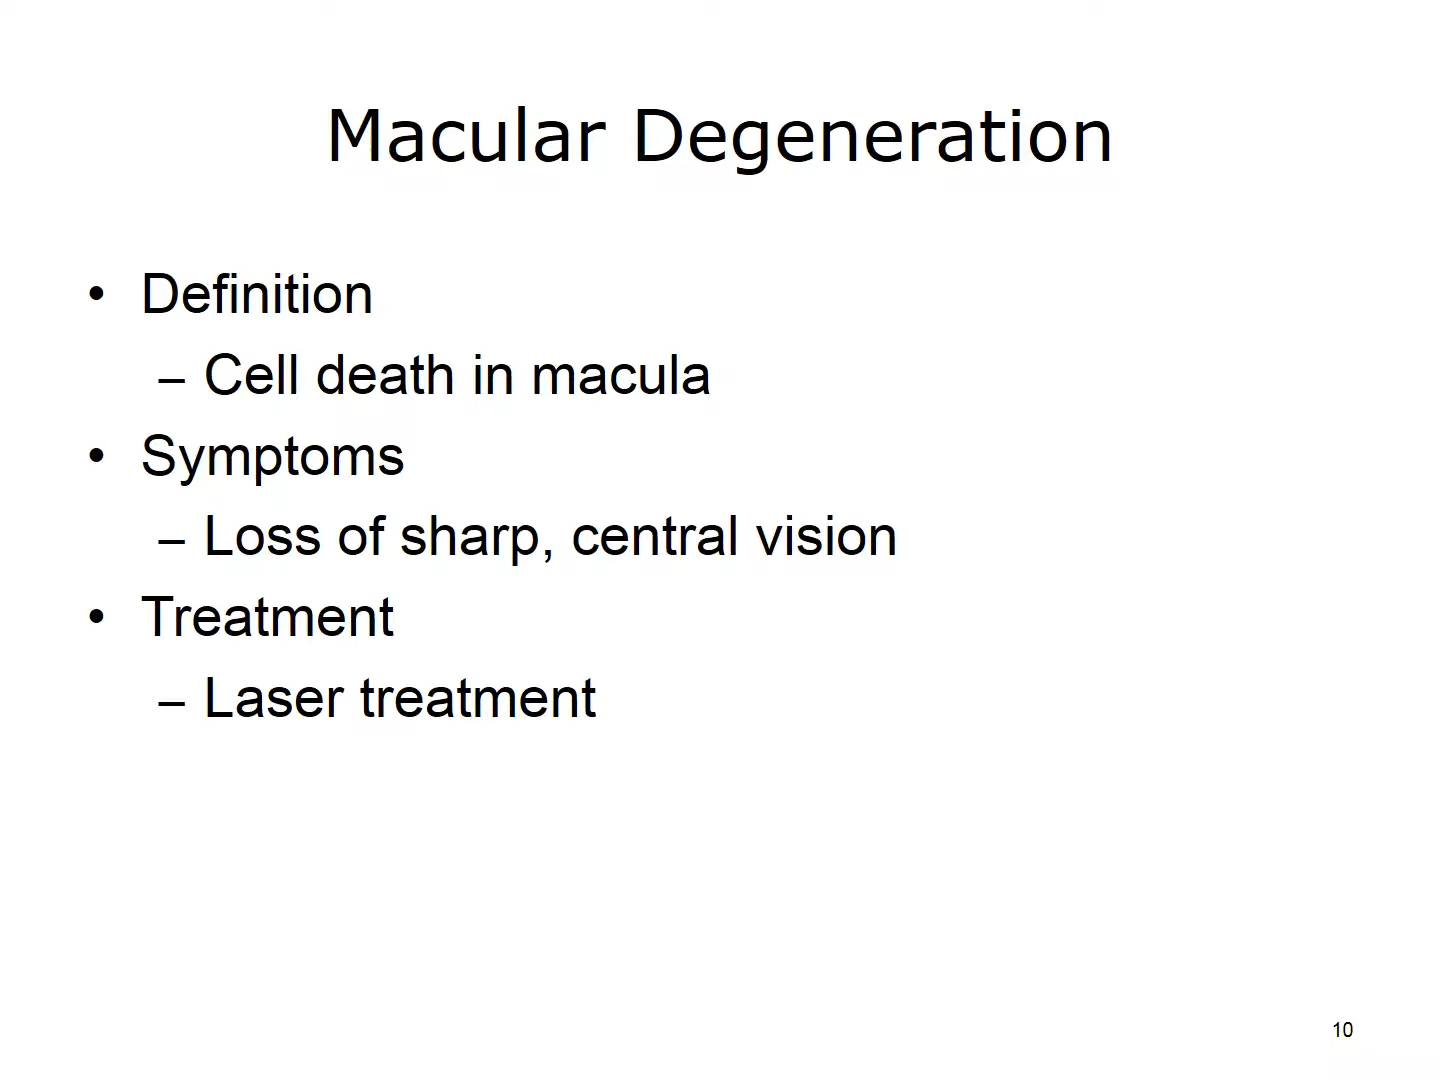 Macular Degeneration
• Definition
– Cell death in macula
• Symptoms
– Loss of sharp, central vision
• Treatment
– Laser treatment
10